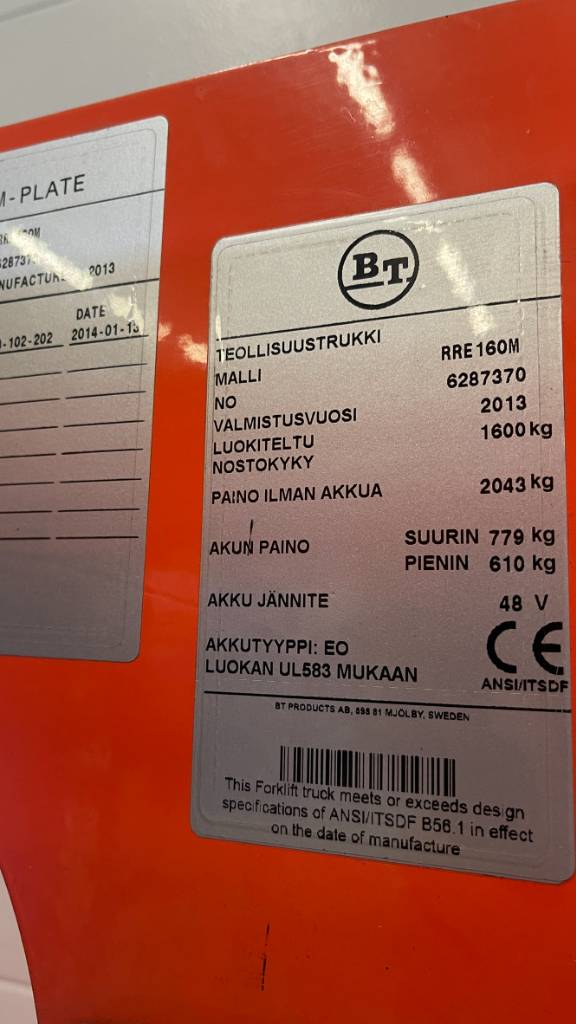 M-PLATE
RRE160M
6287370
2013
DATE
-102-202 2014-01-13
BT
TEOLLISUUSTRUKKI
MALLI RRE160M
NO 6287370
VALMISTUSVUOSI 2013
LUOKITELTU 1600 kg
NOSTOKYKY
PAINO ILMAN AKKUA 2043 kg
AKUN PAINO SUURIN 779 kg
PIENIN 610 kg
AKKU JÄNNITE 48 V
AKKUTYYPPI: EO
LUOKAN UL583 MUKAAN
CE
ANSI/ITSDF
BT PRODUCTS AB, 595 81 MJOLBY, SWEDEN
This Forklift truck meets or exceeds design
specifications of ANSI/ITSDF B56.1 in effect
on the date of manufacture